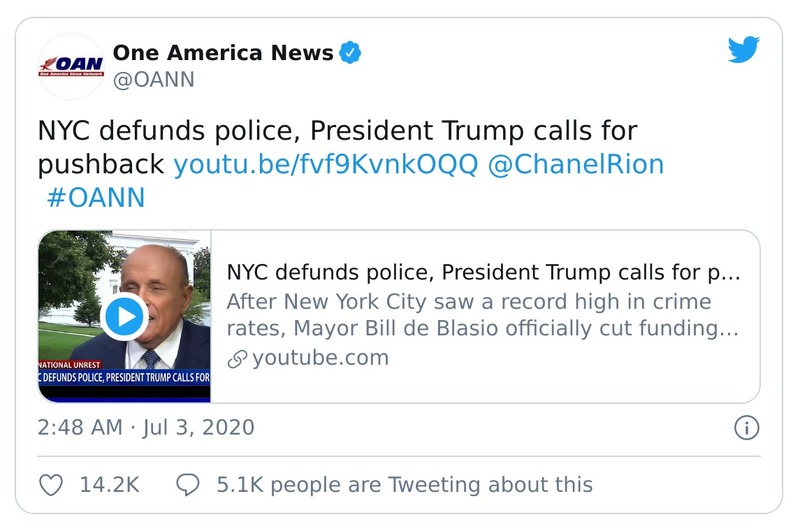 OAN
One America News Network
One America News
@OANN
NYC defunds police, President Trump calls for
pushback youtu.be/fvf9KvnkOQQ @ChanelRion
#OANN
NATIONAL UNREST
C DEFUNDS POLICE, PRESIDENT TRUMP CALLS FOR
NYC defunds police, President Trump calls for p...
After New York City saw a record high in crime
rates, Mayor Bill de Blasio officially cut funding...
youtube.com
2:48 AM · Jul 3, 2020
14.2K
5.1K people are Tweeting about this